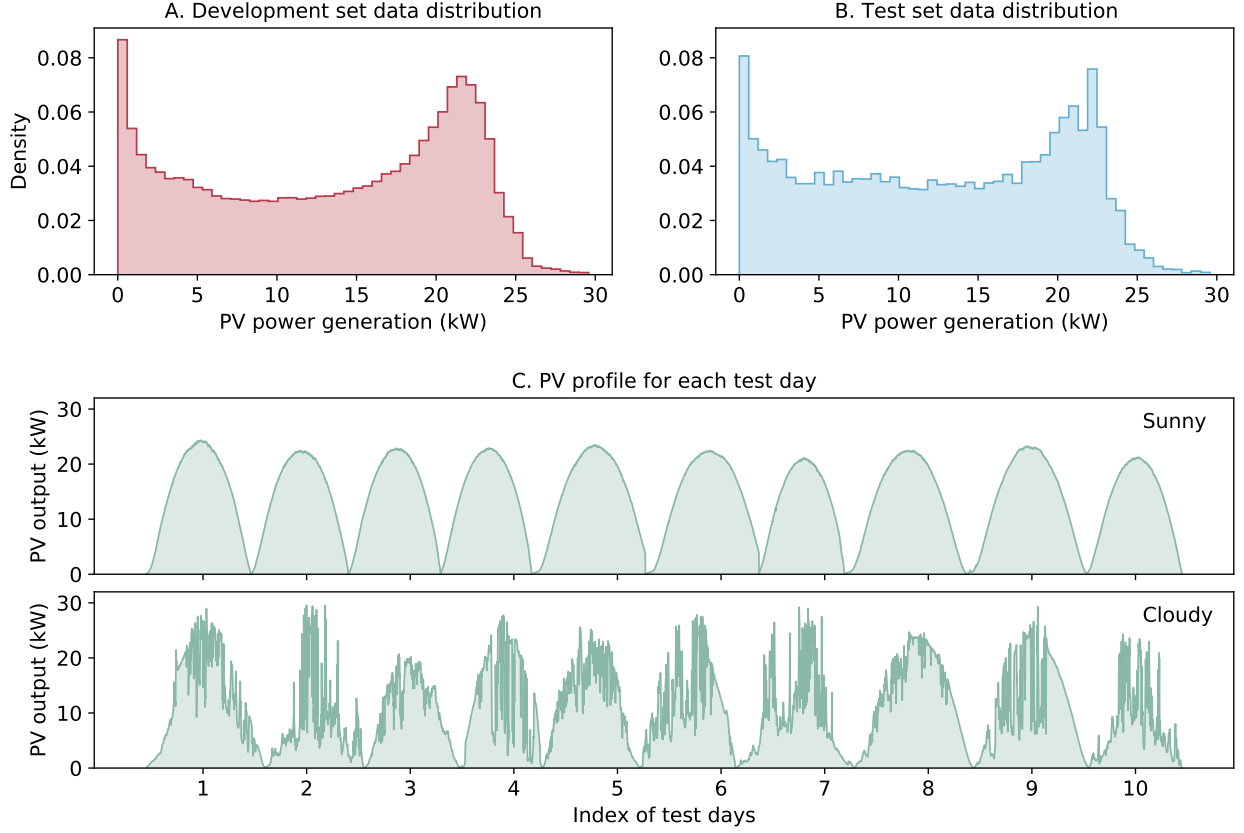 A. Development set data distribution
B. Test set data distribution
Density
0.08
0.06
0.04
0.02
0.00
0 5 10 15 20 25 30
PV power generation (kW)
0.08
0.06
0.04
0.02
0.00
0 5 10 15 20 25 30
PV power generation (kW)
C. PV profile for each test day
PV output (kW)
30
20
10
0
Sunny
PV output (kW)
30
20
10
0
Cloudy
1 2 3 4 5 6 7 8 9 10
Index of test days